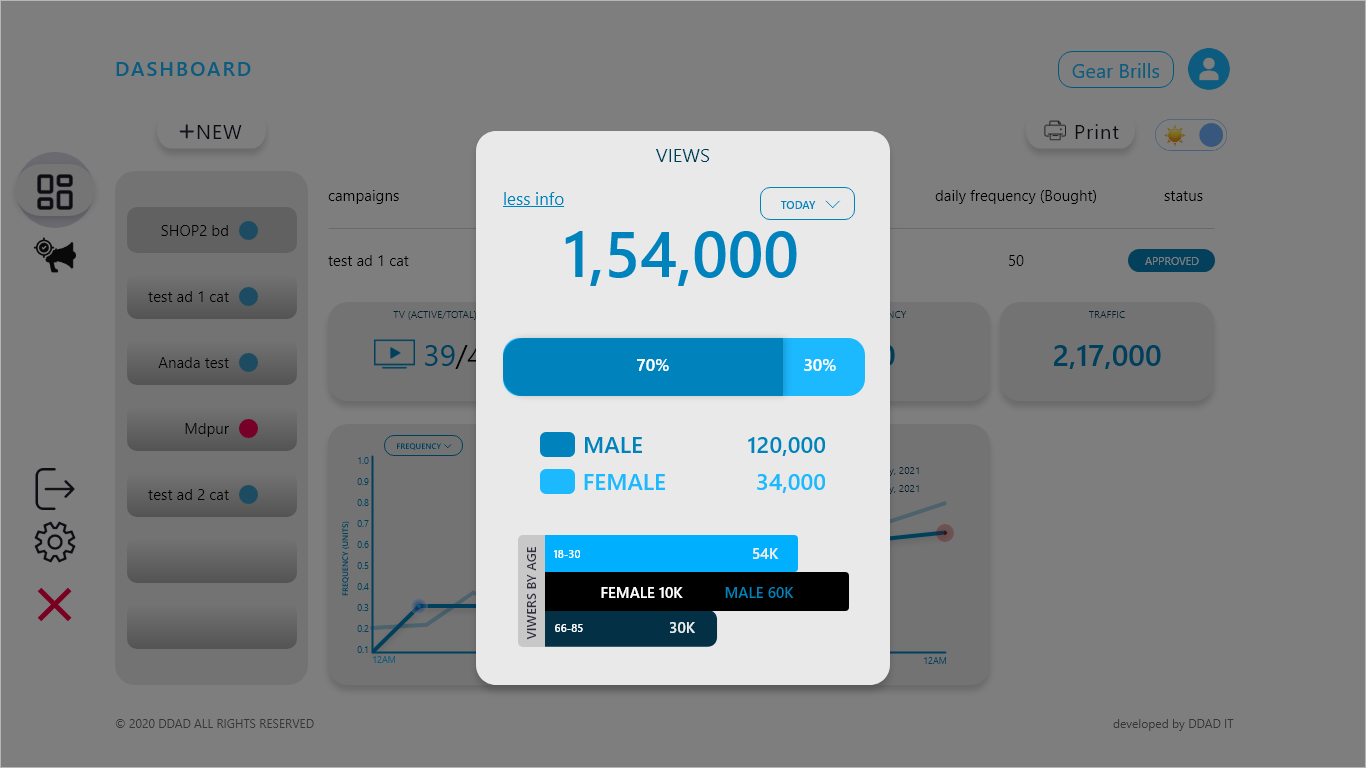 DASHBOARD
Gear Brills
+NEW
Print
SHOP2 bd
test ad 1 cat
Anada test
Mdpur
test ad 2 cat
campaigns
daily frequency (Bought)
status
test ad 1 cat
50
APPROVED
TV (ACTIVE/TOTAL)
39/4
NCY
0
TRAFFIC
2,17,000
FREQUENCY
FREQUENCY (UNITS)
1.0
0.9
0.8
0.7
0.6
0.5
0.4
0.3
0.2
0.1
12AM
, 2021
, 2021
12AM
VIEWS
less info
TODAY
1,54,000
70%
30%
MALE
120,000
FEMALE
34,000
VIWERS BY AGE
18-30
54K
FEMALE 10K
MALE 60K
66-85
30K
© 2020 DDAD ALL RIGHTS RESERVED
developed by DDAD IT